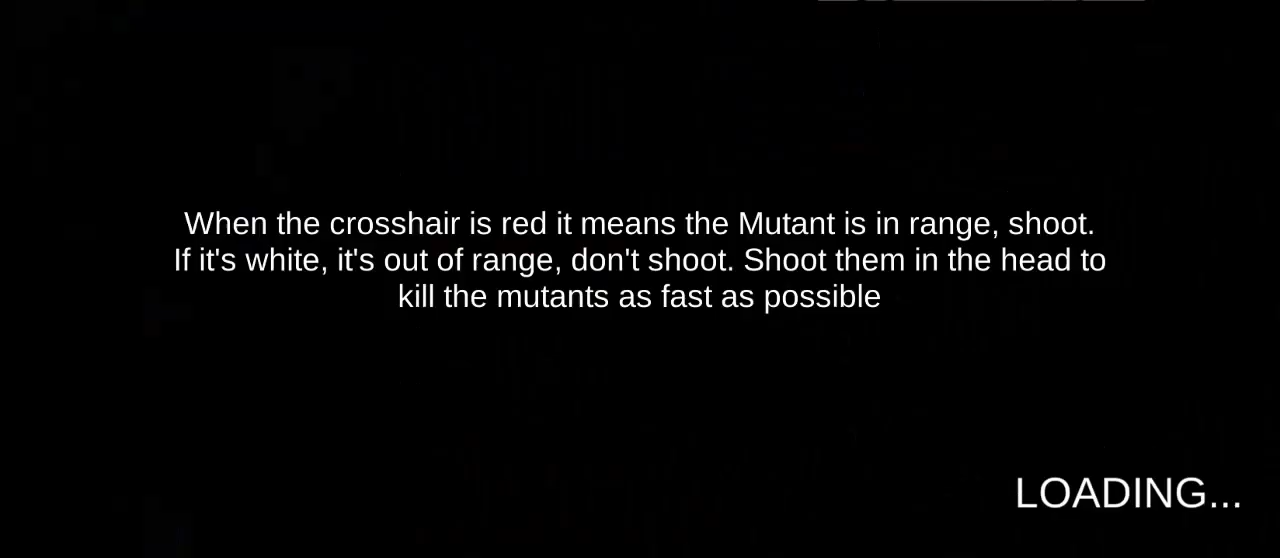 When the crosshair is red it means the Mutant is in range, shoot.
If it's white, it's out of range, don't shoot. Shoot them in the head to
kill the mutants as fast as possible
LOADING...